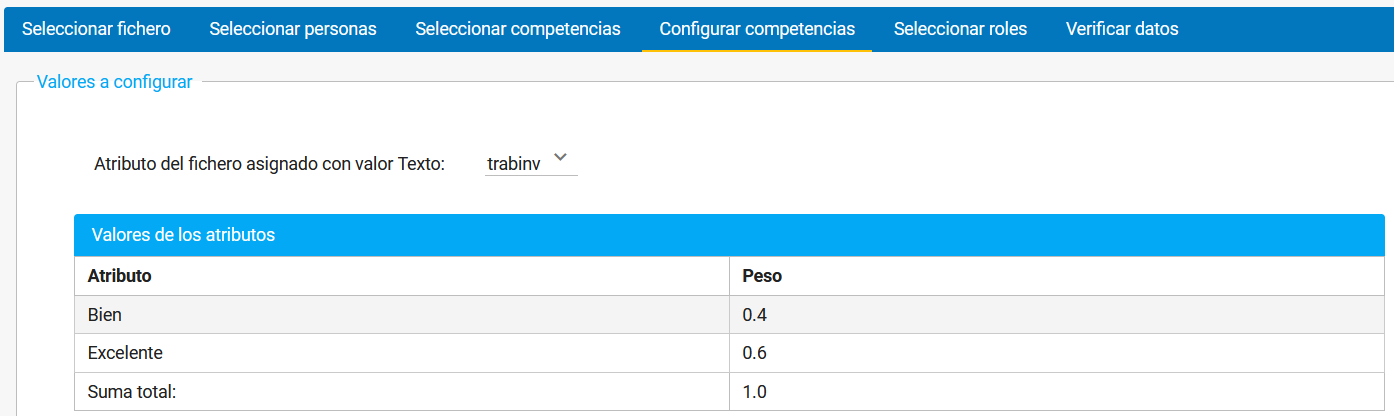 Seleccionar fichero Seleccionar personas Seleccionar competencias Configurar competencias Seleccionar roles Verificar datos
Valores a configurar
Atributo del fichero asignado con valor Texto: trabinv
Valores de los atributos
Atributo Peso
Bien 0.4
Excelente 0.6
Suma total: 1.0